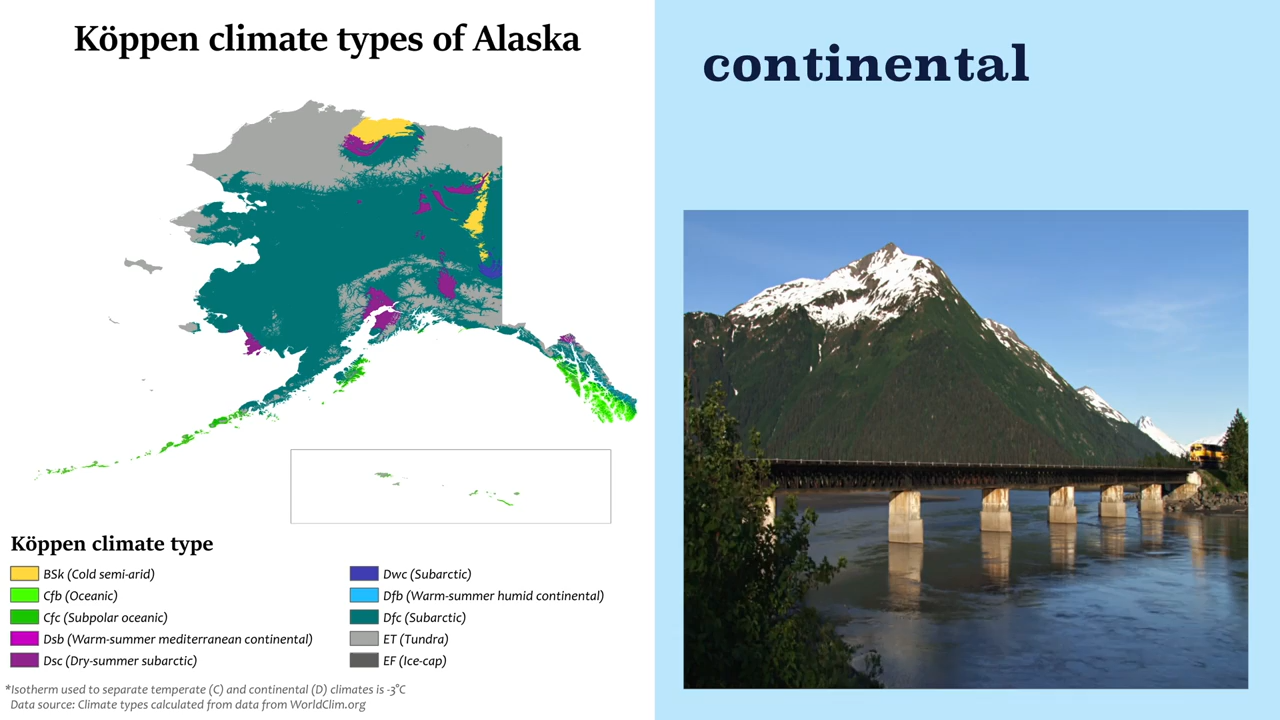 Köppen climate types of Alaska
continental
Köppen climate type
BSk (Cold semi-arid)
Cfb (Oceanic)
Cfc (Subpolar oceanic)
Dsb (Warm-summer mediterranean continental)
Dsc (Dry-summer subarctic)
Dwc (Subarctic)
Dfb (Warm-summer humid continental)
Dfc (Subarctic)
ET (Tundra)
EF (Ice-cap)
*Isotherm used to separate temperate (C) and continental (D) climates is -3°C
Data source: Climate types calculated from data from WorldClim.org